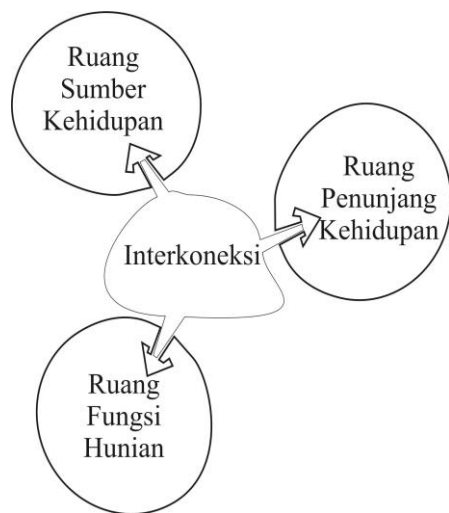 Ruang
Sumber
Kehidupan
Ruang
Penunjang
Kehidupan
Interkoneksi
Ruang
Fungsi
Hunian